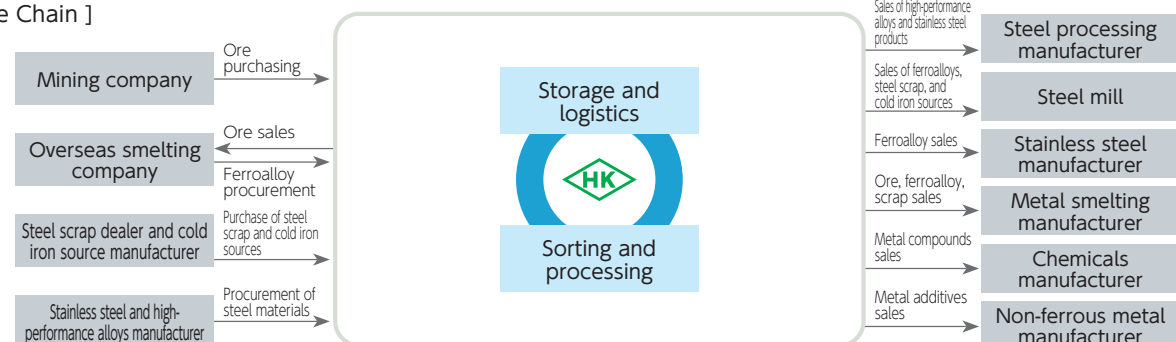 e Chain ]
Mining company
Ore
purchasing
Overseas smelting
company
Ore sales
Ferroalloy
procurement
Steel scrap dealer and cold
iron source manufacturer
Purchase of steel
scrap and cold iron
sources
Stainless steel and high-
performance alloys manufacturer
Procurement of
steel materials
Storage and
logistics
HK
Sorting and
processing
Sales of high-performance
alloys and stainless steel
products
Steel processing
manufacturer
Sales of ferroalloys,
steel scrap, and
cold iron sources
Steel mill
Ferroalloy sales
Stainless steel
manufacturer
Ore, ferroalloy,
scrap sales
Metal smelting
manufacturer
Metal compounds
sales
Chemicals
manufacturer
Metal additives
sales
Non-ferrous metal
manufacturer